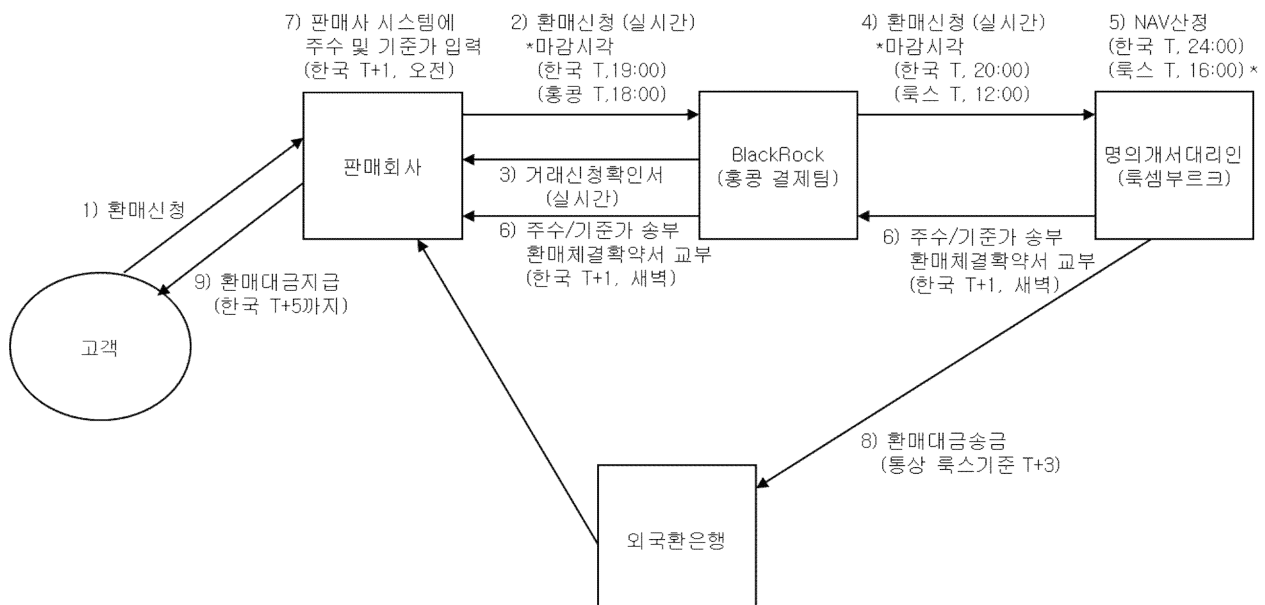 7) 판매사 시스템에
주수 및 기준가 입력
(한국 T+1, 오전)
2) 환매신청 (실시간)
*마감시각
(한국 T,19:00)
(홍콩 T,18:00)
4) 환매신청 (실시간)
*마감시각
(한국 T, 20:00)
(룩스 T, 12:00)
5) NAV산정
(한국 T, 24:00)
(룩스 T, 16:00)*
판매회사
BlackRock
(홍콩 결제팀)
명의개서대리인
(룩셈부르크)
3) 거래신청확인서
(실시간)
1) 환매신청
6) 주수/기준가 송부
환매체결확약서 교부
(한국 T+1, 새벽)
6) 주수/기준가 송부
환매체결확약서 교부
(한국 T+1, 새벽)
9) 환매대금지급
(한국 T+5까지)
고객
8) 환매대금송금
(통상 룩스기준 T+3)
외국환은행